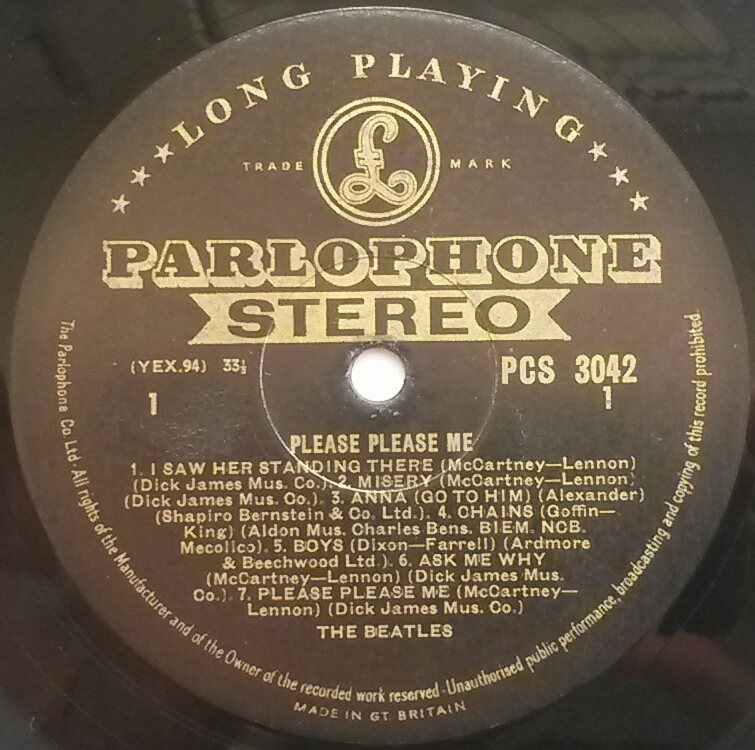 LONG PLAYING
TRADE £ MARK
PARLOPHONE
STEREO
(YEX.94) 33⅓
PCS 3042
1
1
PLEASE PLEASE ME
1. I SAW HER STANDING THERE (McCartney—Lennon)
(Dick James Mus. Co.). 2. MISERY (McCartney—Lennon)
(Dick James Mus. Co.). 3. ANNA (GO TO HIM) (Alexander)
(Shapiro Bernstein & Co. Ltd.). 4. CHAINS (Goffin—
King) (Aldon Mus. Charles Bens. BIEM. NCB.
Mecolico). 5. BOYS (Dixon—Farrell) (Ardmore
& Beechwood Ltd.). 6. ASK ME WHY
(McCartney—Lennon) (Dick James Mus.
Co.). 7. PLEASE PLEASE ME (McCartney—
Lennon) (Dick James Mus. Co.)
THE BEATLES
The Parlophone Co Ltd. All rights of the Manufacturer and of the Owner of the recorded work reserved · Unauthorised public performance, broadcasting and copying of this record prohibited.
MADE IN GT. BRITAIN